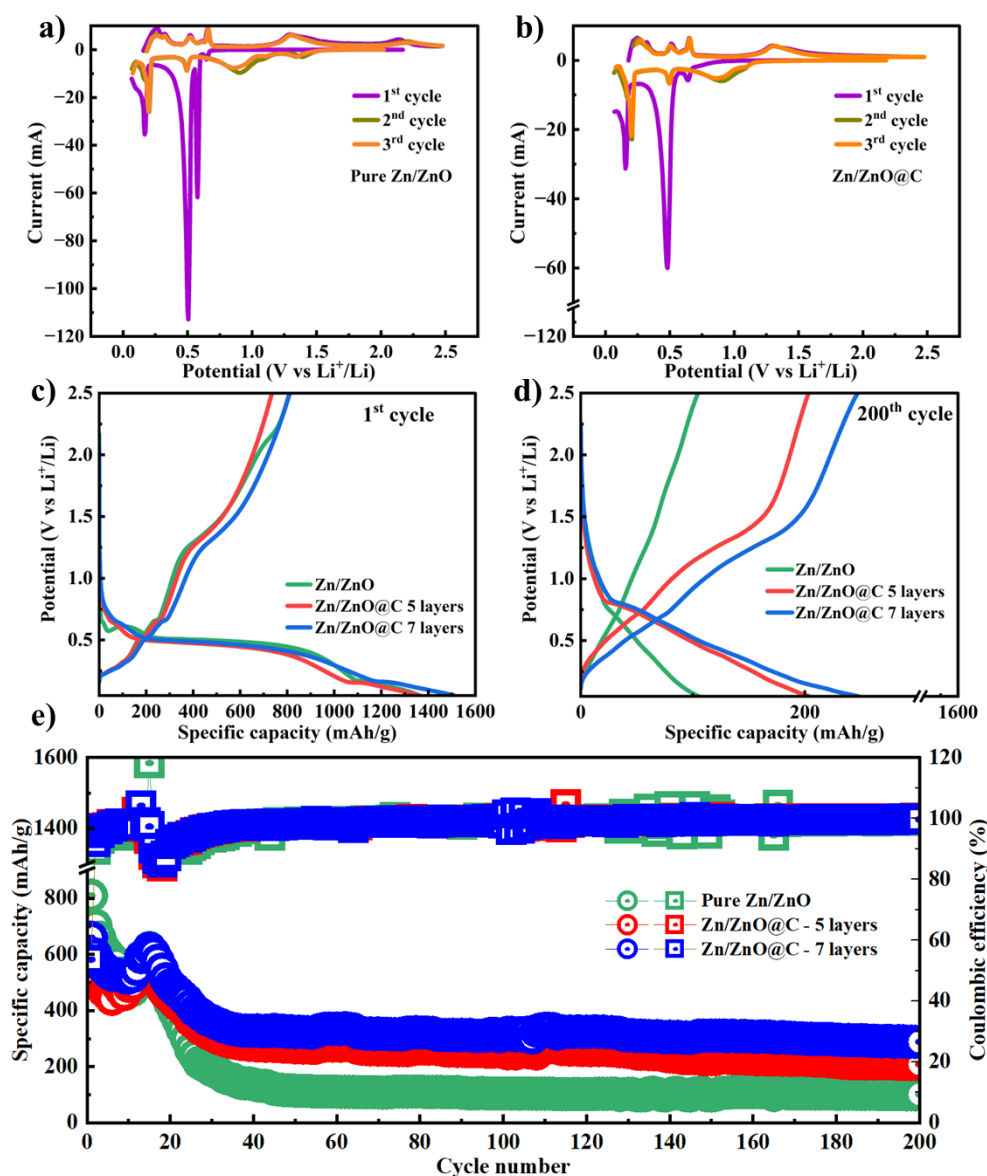 a)
0
−20
−40
−60
−80
−100
−120
Current (mA)
1st cycle
2nd cycle
3rd cycle
Pure Zn/ZnO
0.0 0.5 1.0 1.5 2.0 2.5
Potential (V vs Li+/Li)
b)
0
−20
−40
−60
−120
Current (mA)
1st cycle
2nd cycle
3rd cycle
Zn/ZnO@C
0.0 0.5 1.0 1.5 2.0 2.5
Potential (V vs Li+/Li)
c)
2.5
2.0
1.5
1.0
0.5
Potential (V vs Li+/Li)
1st cycle
Zn/ZnO
Zn/ZnO@C 5 layers
Zn/ZnO@C 7 layers
0 200 400 600 800 1000 1200 1400 1600
Specific capacity (mAh/g)
d)
2.5
2.0
1.5
1.0
0.5
Potential (V vs Li+/Li)
200th cycle
Zn/ZnO
Zn/ZnO@C 5 layers
Zn/ZnO@C 7 layers
0 200 1600
Specific capacity (mAh/g)
e)
1600
1400
800
600
400
200
0
Specific capacity (mAh/g)
Pure Zn/ZnO
Zn/ZnO@C - 5 layers
Zn/ZnO@C - 7 layers
120
100
80
60
40
20
0
Coulombic efficiency (%)
0 20 40 60 80 100 120 140 160 180 200
Cycle number